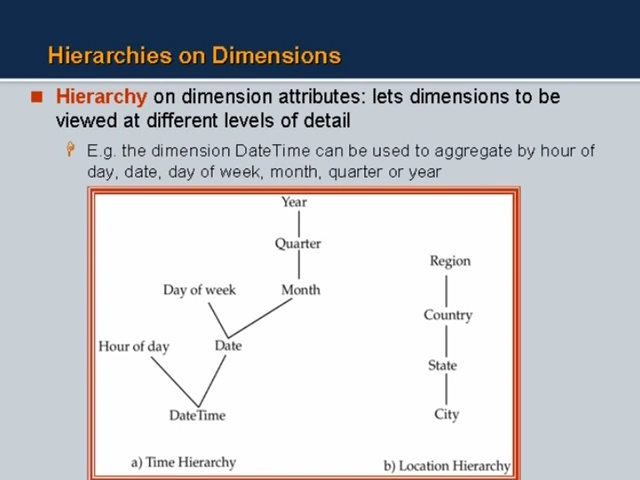 Hierarchies on Dimensions
Hierarchy on dimension attributes: lets dimensions to be
viewed at different levels of detail
E.g. the dimension DateTime can be used to aggregate by hour of
day, date, day of week, month, quarter or year
Year
Quarter
Day of week
Month
Hour of day
Date
DateTime
a) Time Hierarchy
Region
Country
State
City
b) Location Hierarchy